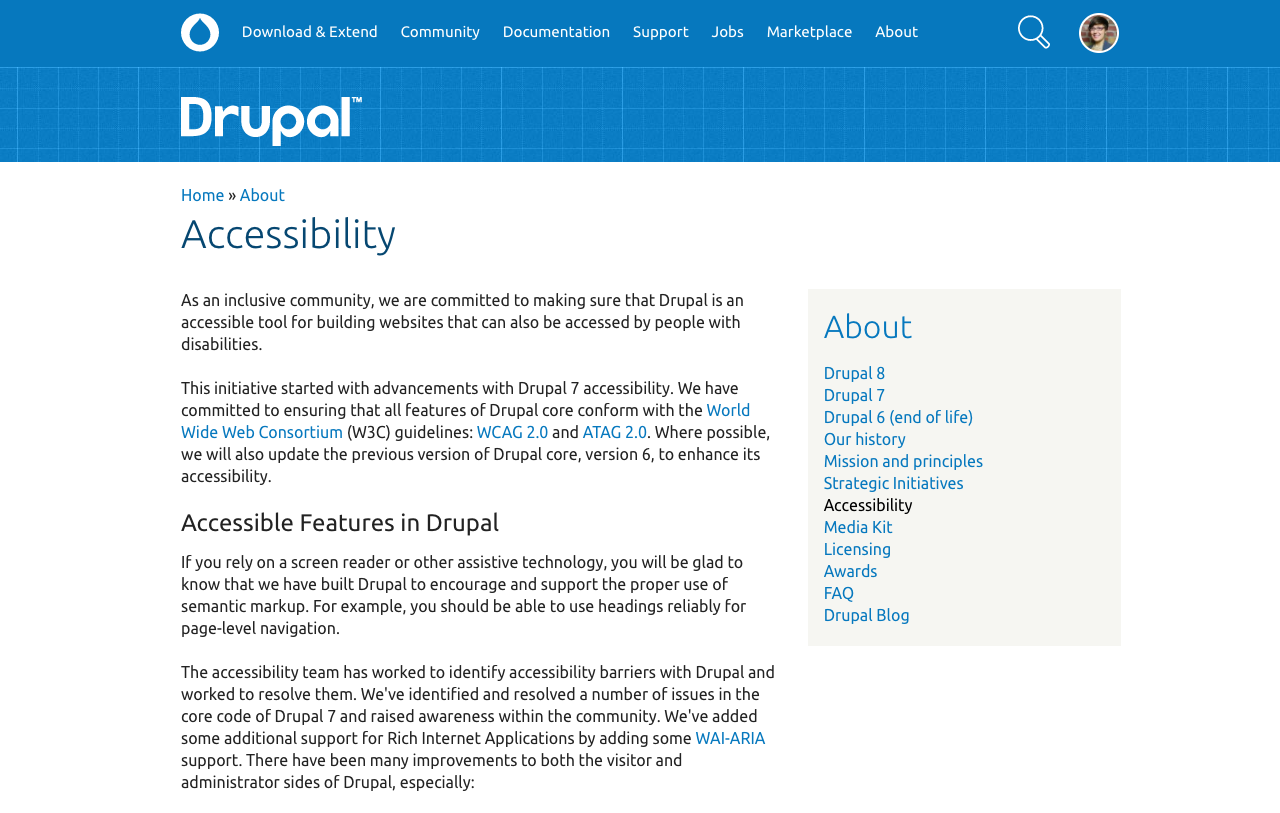 Download & Extend Community Documentation Support Jobs Marketplace About
Drupal™
Home » About
Accessibility
As an inclusive community, we are committed to making sure that Drupal is an
accessible tool for building websites that can also be accessed by people with
disabilities.
This initiative started with advancements with Drupal 7 accessibility. We have
committed to ensuring that all features of Drupal core conform with the World
Wide Web Consortium (W3C) guidelines: WCAG 2.0 and ATAG 2.0. Where possible,
we will also update the previous version of Drupal core, version 6, to enhance its
accessibility.
Accessible Features in Drupal
If you rely on a screen reader or other assistive technology, you will be glad to
know that we have built Drupal to encourage and support the proper use of
semantic markup. For example, you should be able to use headings reliably for
page-level navigation.
The accessibility team has worked to identify accessibility barriers with Drupal and
worked to resolve them. We've identified and resolved a number of issues in the
core code of Drupal 7 and raised awareness within the community. We've added
some additional support for Rich Internet Applications by adding some WAI-ARIA
support. There have been many improvements to both the visitor and
administrator sides of Drupal, especially:
About
Drupal 8
Drupal 7
Drupal 6 (end of life)
Our history
Mission and principles
Strategic Initiatives
Accessibility
Media Kit
Licensing
Awards
FAQ
Drupal Blog